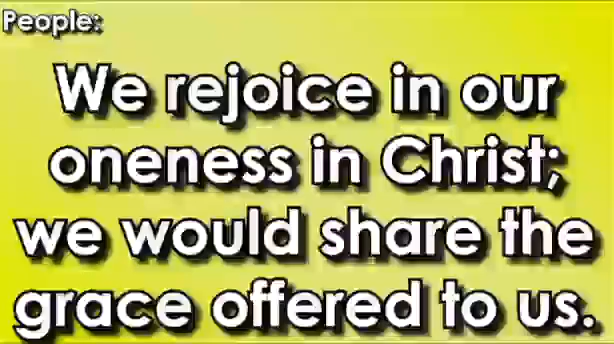 People:
We rejoice in our
oneness in Christ;
we would share the
grace offered to us.